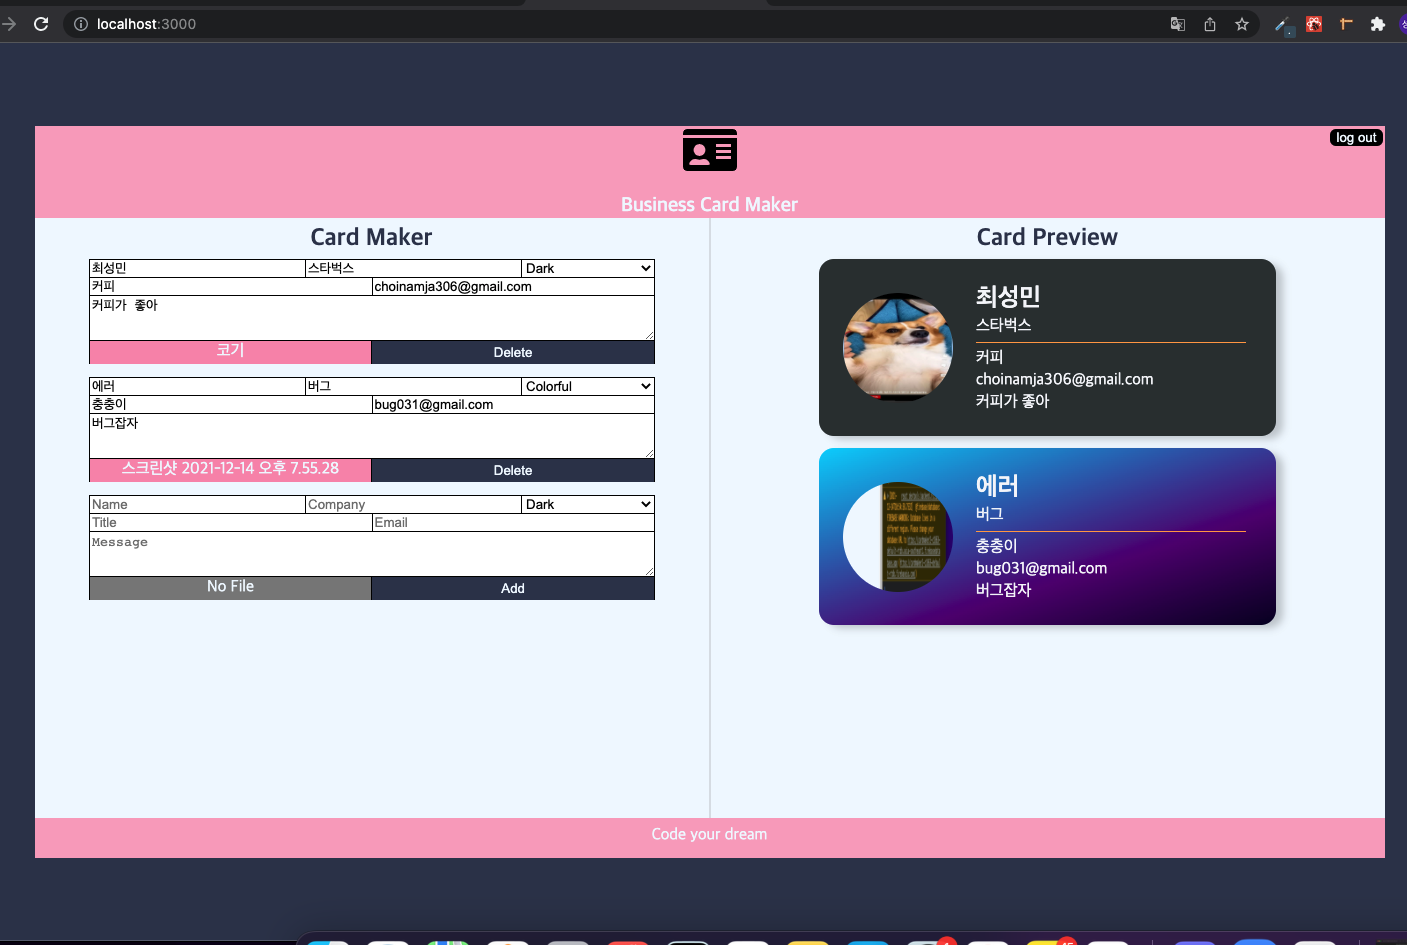 localhost:3000
log out
Business Card Maker
Card Maker
최성민 스타벅스 Dark
커피 choinamja306@gmail.com
커피가 좋아
코기 Delete
에러 버그 Colorful
충충이 bug031@gmail.com
버그잡자
스크린샷 2021-12-14 오후 7.55.28 Delete
Name Company Dark
Title Email
Message
No File Add
Card Preview
최성민
스타벅스
커피
choinamja306@gmail.com
커피가 좋아
에러
버그
충충이
bug031@gmail.com
버그잡자
Code your dream